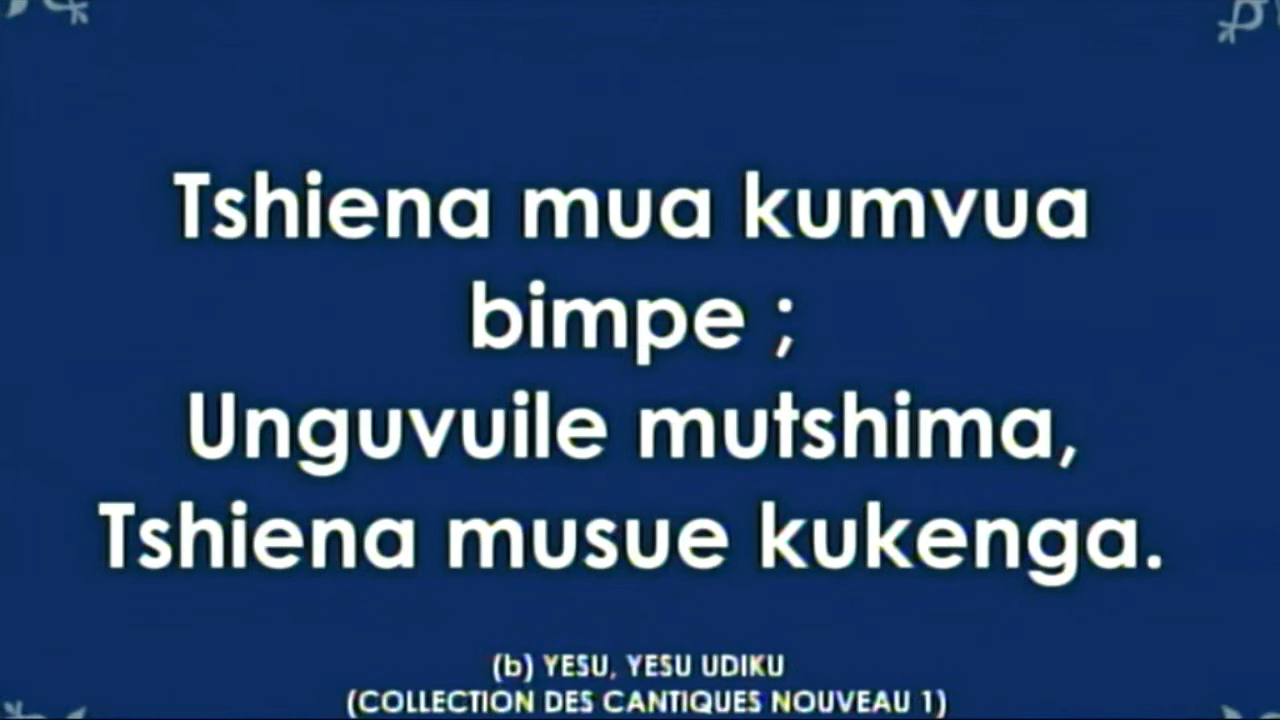 Tshiena mua kumvua
bimpe ;
Unguvuile mutshima,
Tshiena musue kukenga.
(b) YESU, YESU UDIKU
(COLLECTION DES CANTIQUES NOUVEAU 1)